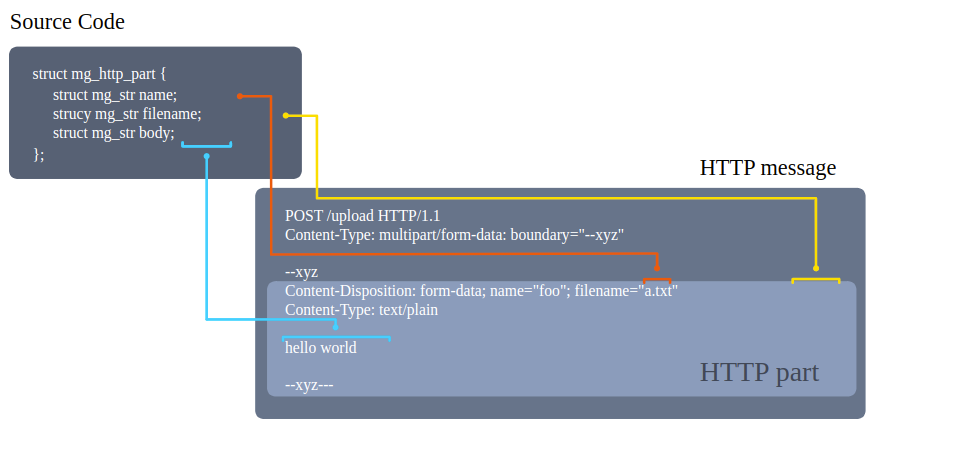 Source Code
struct mg_http_part {
struct mg_str name;
strucy mg_str filename;
struct mg_str body;
};
HTTP message
POST /upload HTTP/1.1
Content-Type: multipart/form-data: boundary="--xyz"
--xyz
Content-Disposition: form-data; name="foo"; filename="a.txt"
Content-Type: text/plain
hello world
HTTP part
--xyz---